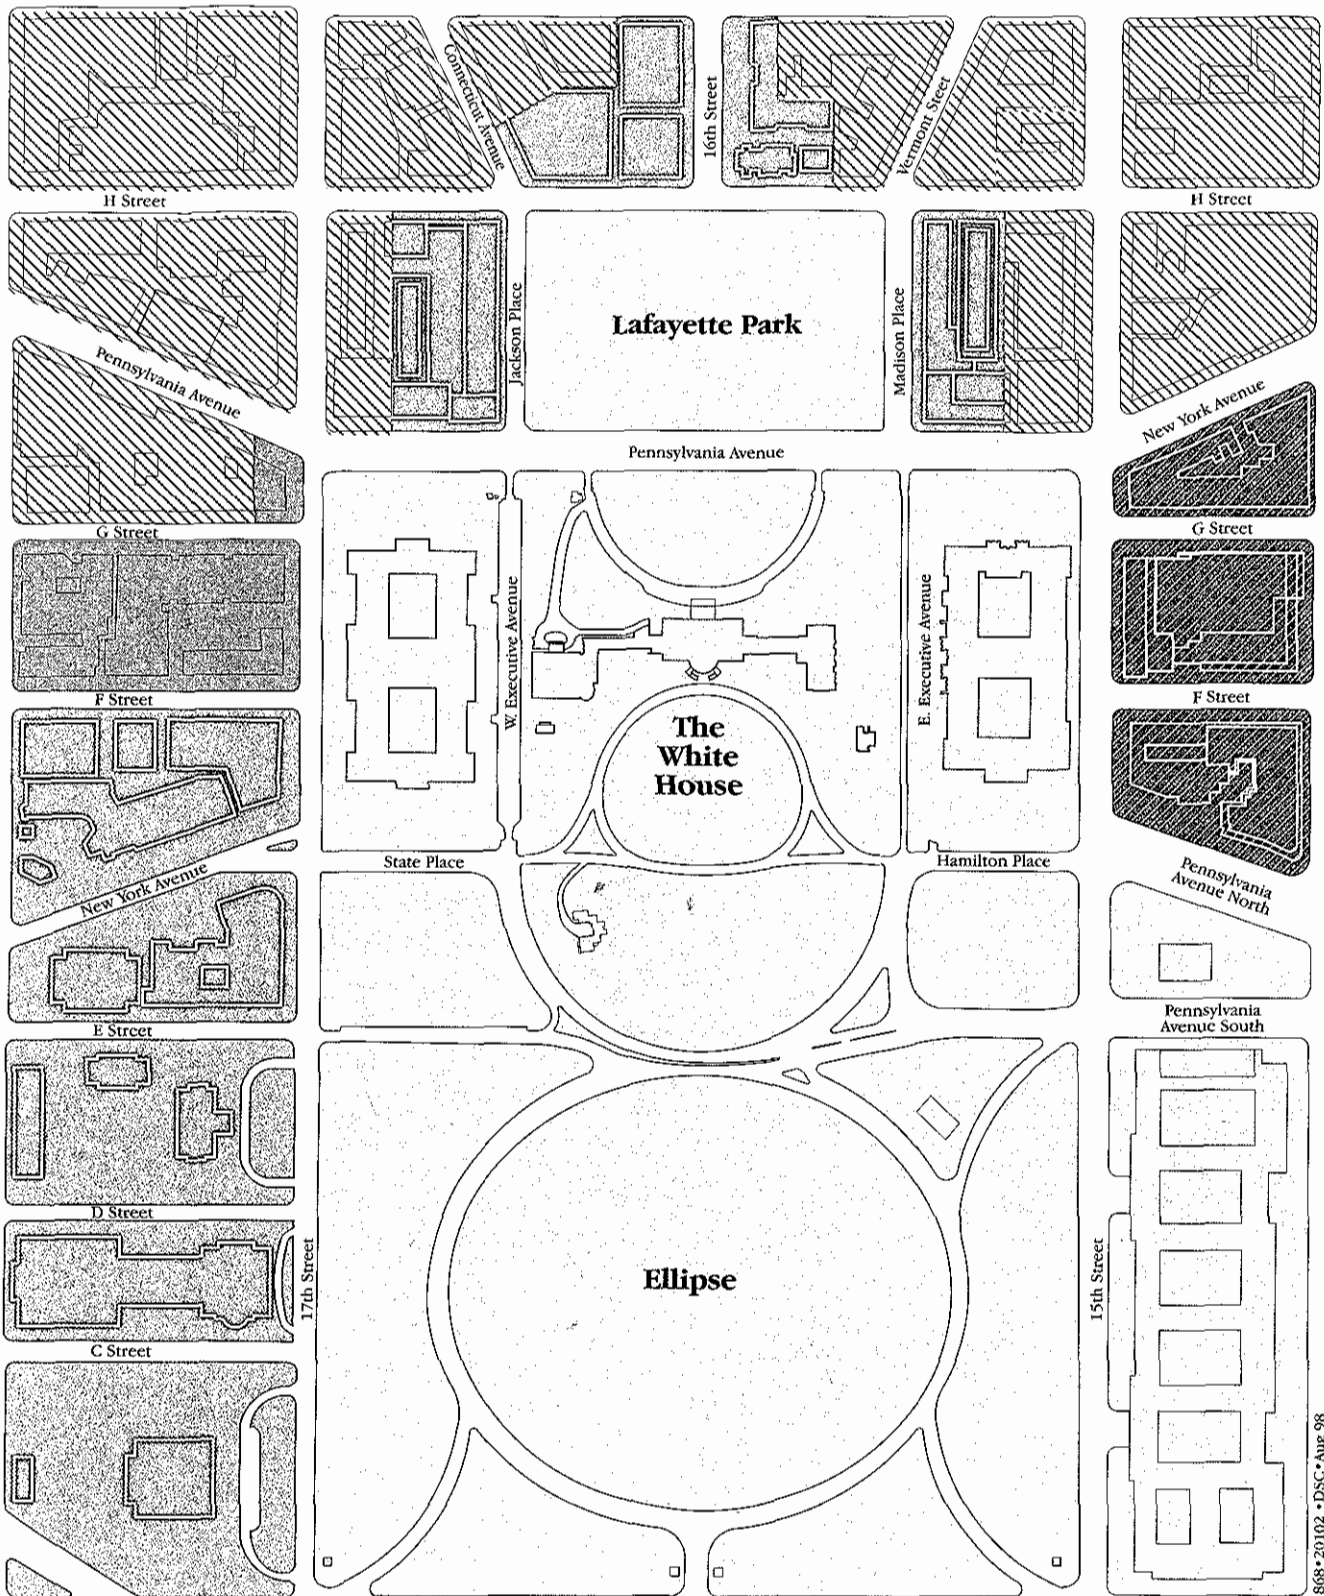 Connecticut Avenue
16th Street
Vermont Steet
H Street
H Street
Pennsylvania Avenue
Jackson Place
Lafayette Park
Madison Place
New York Avenue
Pennsylvania Avenue
G Street
G Street
W. Executive Avenue
E. Executive Avenue
F Street
F Street
The
White
House
New York Avenue
State Place
Hamilton Place
Pennsylvania
Avenue North
E Street
Pennsylvania
Avenue South
D Street
17th Street
Ellipse
15th Street
C Street
868•20102 •DSC•Aug 98